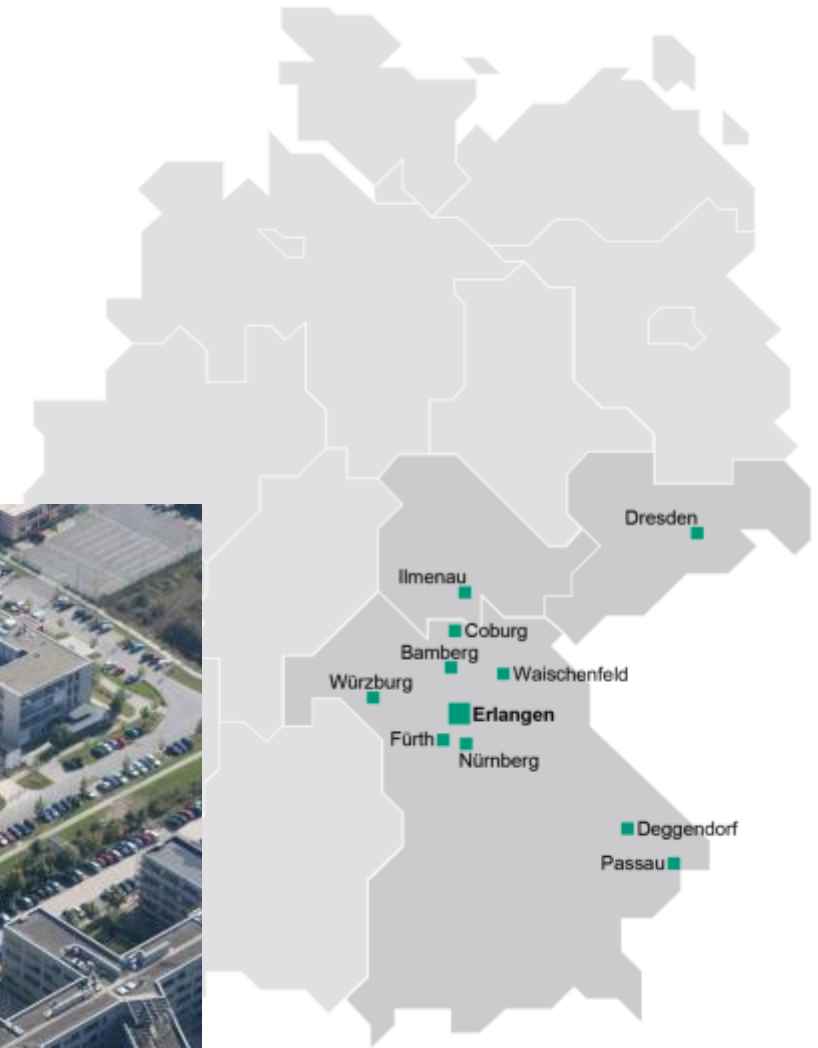 Dresden
Ilmenau
Coburg
Bamberg
Waischenfeld
Würzburg
Erlangen
Fürth
Nürnberg
Deggendorf
Passau